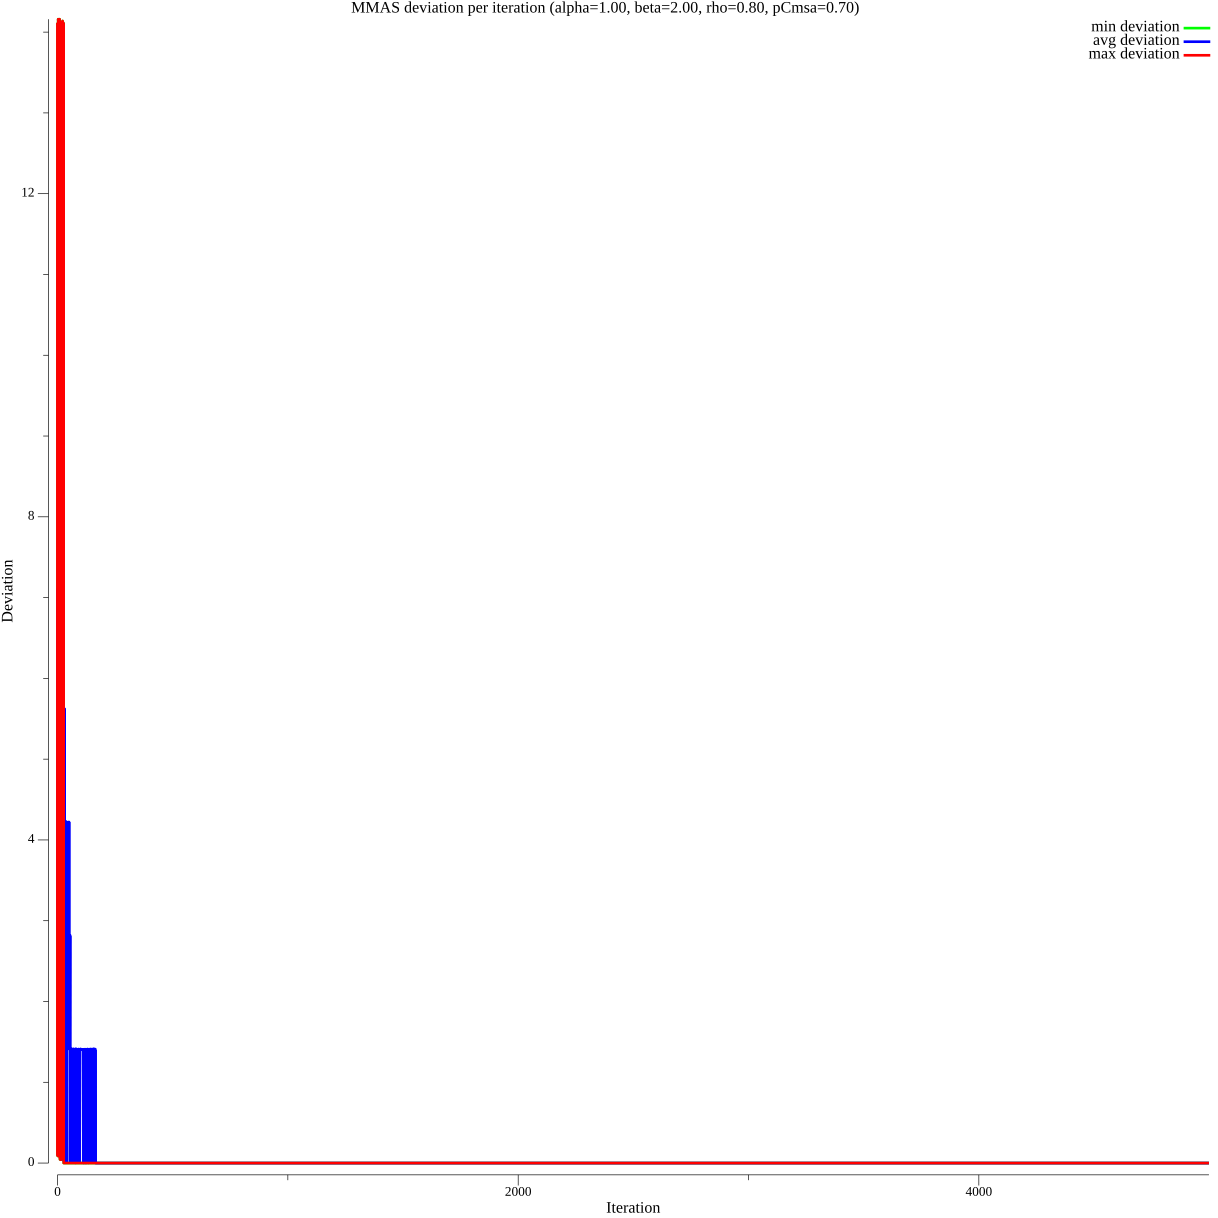 MMAS deviation per iteration (alpha=1.00, beta=2.00, rho=0.80, pCmsa=0.70)
min deviation
avg deviation
max deviation
12
8
4
0
Deviation
0 2000 4000
Iteration